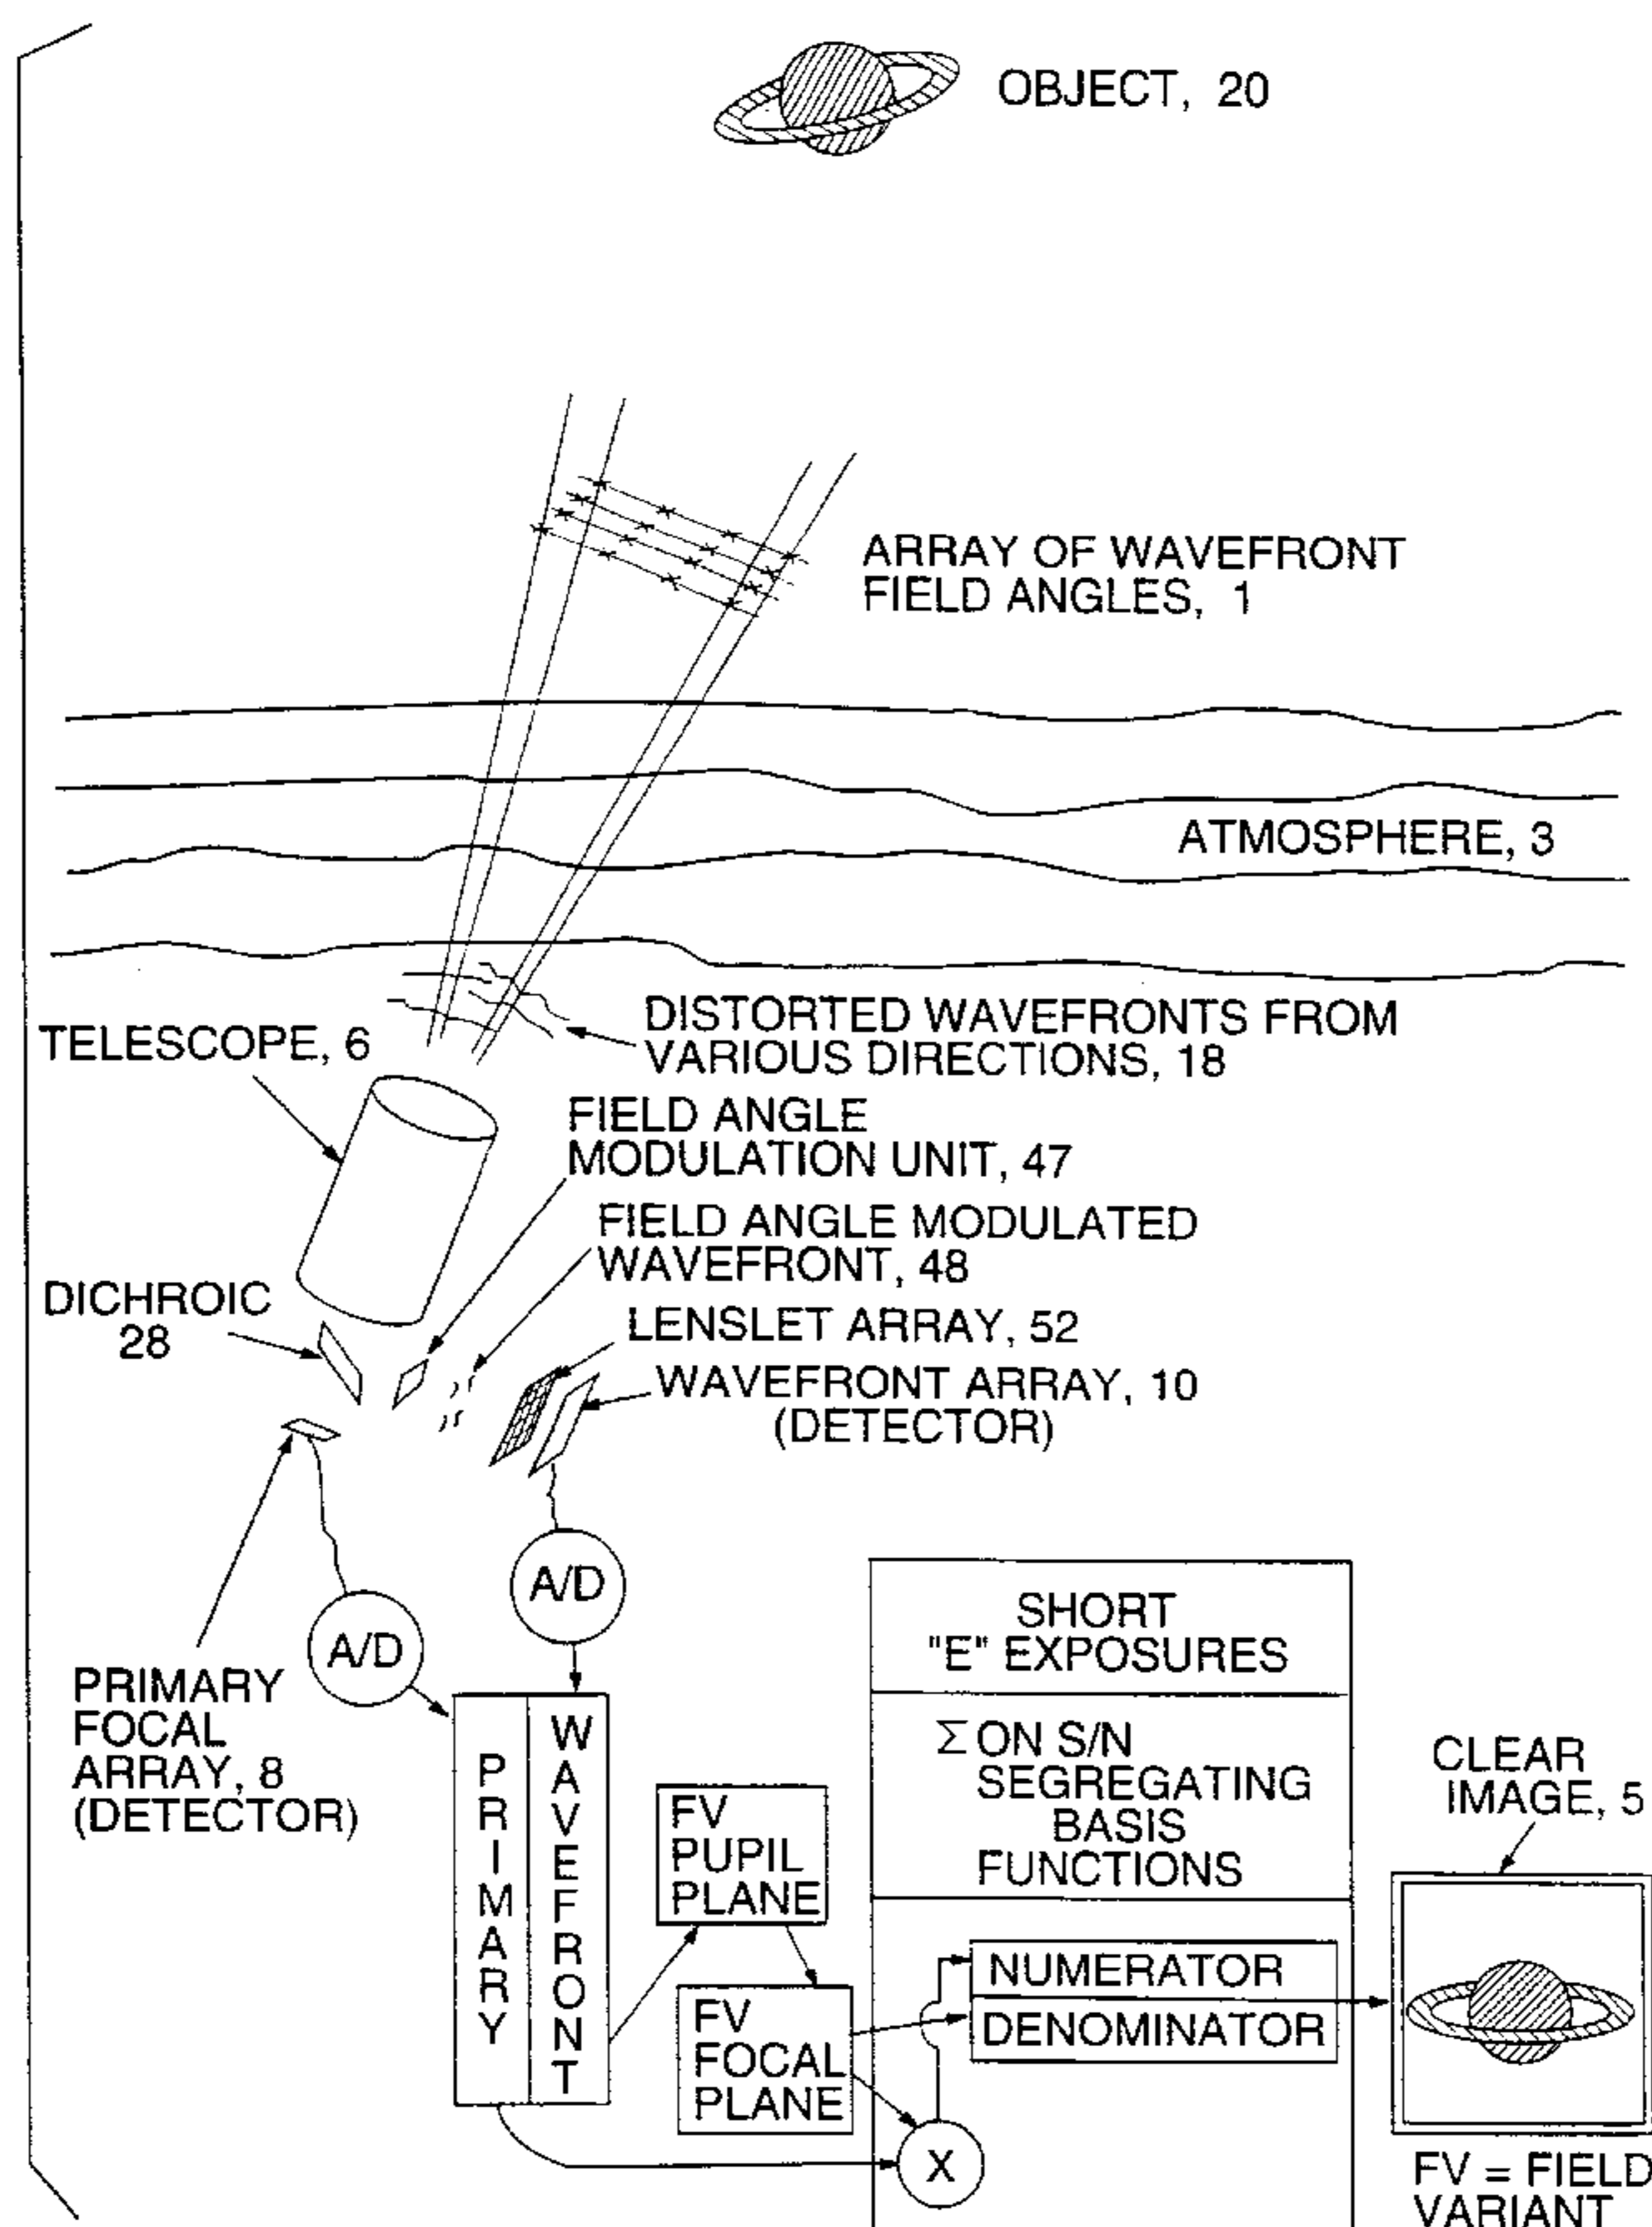 OBJECT, 20
ARRAY OF WAVEFRONT
FIELD ANGLES, 1
ATMOSPHERE, 3
DISTORTED WAVEFRONTS FROM
VARIOUS DIRECTIONS, 18
TELESCOPE, 6
FIELD ANGLE
MODULATION UNIT, 47
FIELD ANGLE MODULATED
WAVEFRONT, 48
DICHROIC
28
LENSLET ARRAY, 52
WAVEFRONT ARRAY, 10
(DETECTOR)
A/D
A/D
PRIMARY
FOCAL
ARRAY, 8
(DETECTOR)
PRIMARY
WAVEFRONT
FV
PUPIL
PLANE
FV
FOCAL
PLANE
SHORT
"E" EXPOSURES
Σ ON S/N
SEGREGATING
BASIS
FUNCTIONS
NUMERATOR
DENOMINATOR
X
CLEAR
IMAGE, 5
FV = FIELD
VARIANT